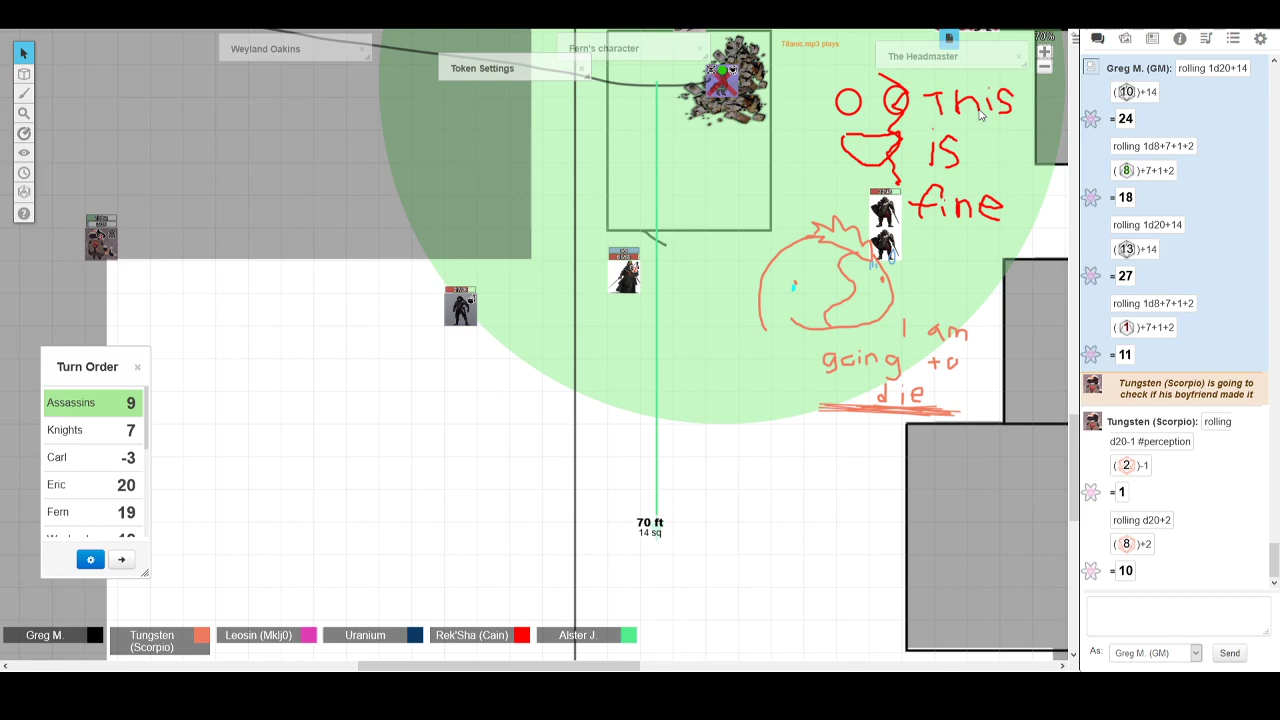 Weyland Oakins
Fern's character
Titanic.mp3 plays
Token Settings
The Headmaster
70%
This
is
fine
I am
going to
die
70 ft
14 sq
Turn Order
Assassins 9
Knights 7
Carl -3
Eric 20
Fern 19
Greg M.
Tungsten (Scorpio)
Leosin (Mklj0)
Uranium
Rek'Sha (Cain)
Alster J.
Greg M. (GM): rolling 1d20+14
(10)+14
= 24
rolling 1d8+7+1+2
(8)+7+1+2
= 18
rolling 1d20+14
(13)+14
= 27
rolling 1d8+7+1+2
(1)+7+1+2
= 11
Tungsten (Scorpio) is going to
check if his boyfriend made it
Tungsten (Scorpio): rolling
d20-1 #perception
(2)-1
= 1
rolling d20+2
(8)+2
= 10
As: Greg M. (GM) Send